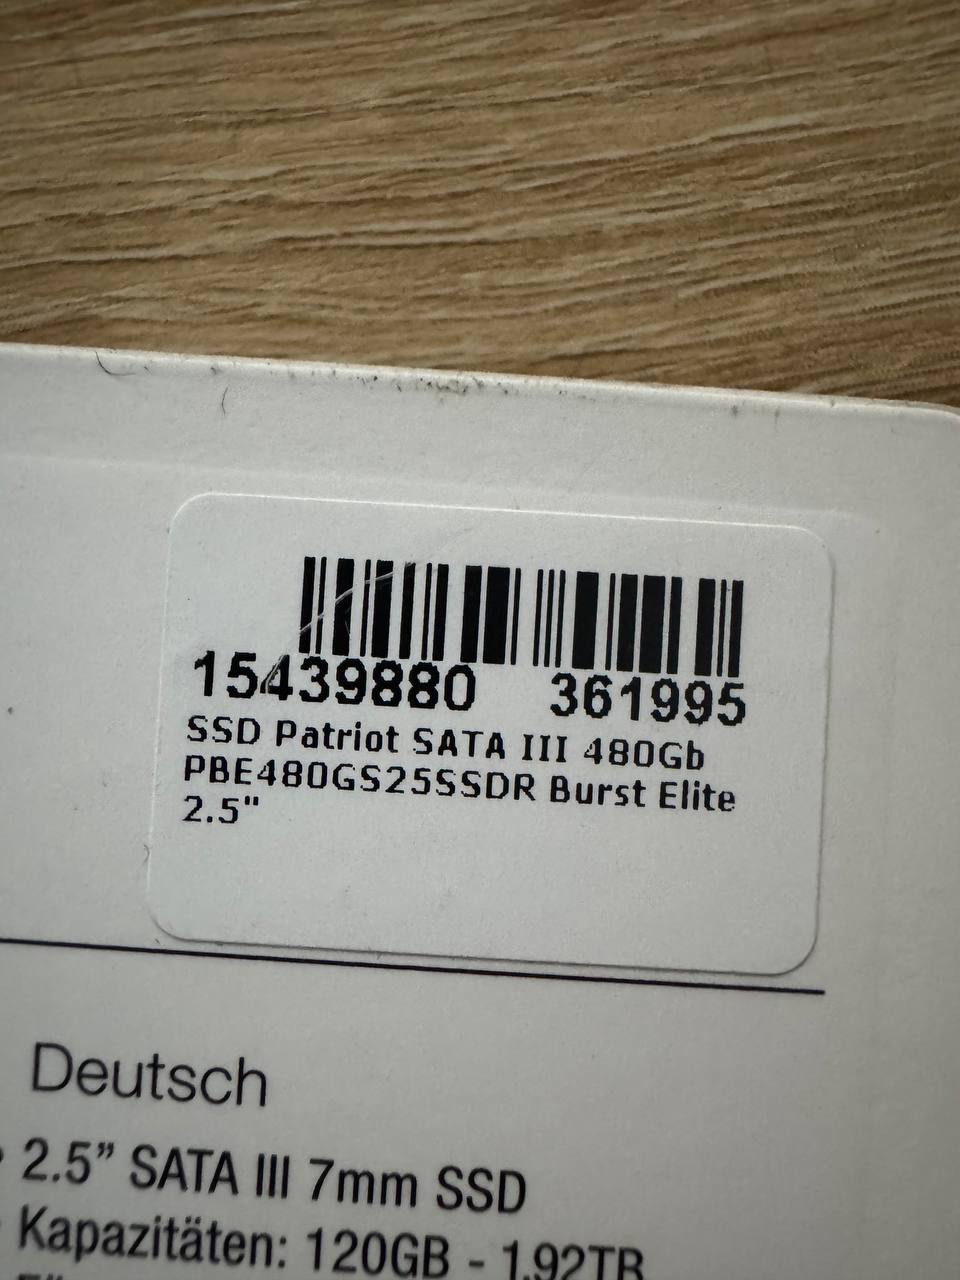 15439880 361995
SSD Patriot SATA III 480Gb
PBE480GS25SSDR Burst Elite
2.5"
Deutsch
2.5” SATA III 7mm SSD
Kapazitäten: 120GB - 1.92TB